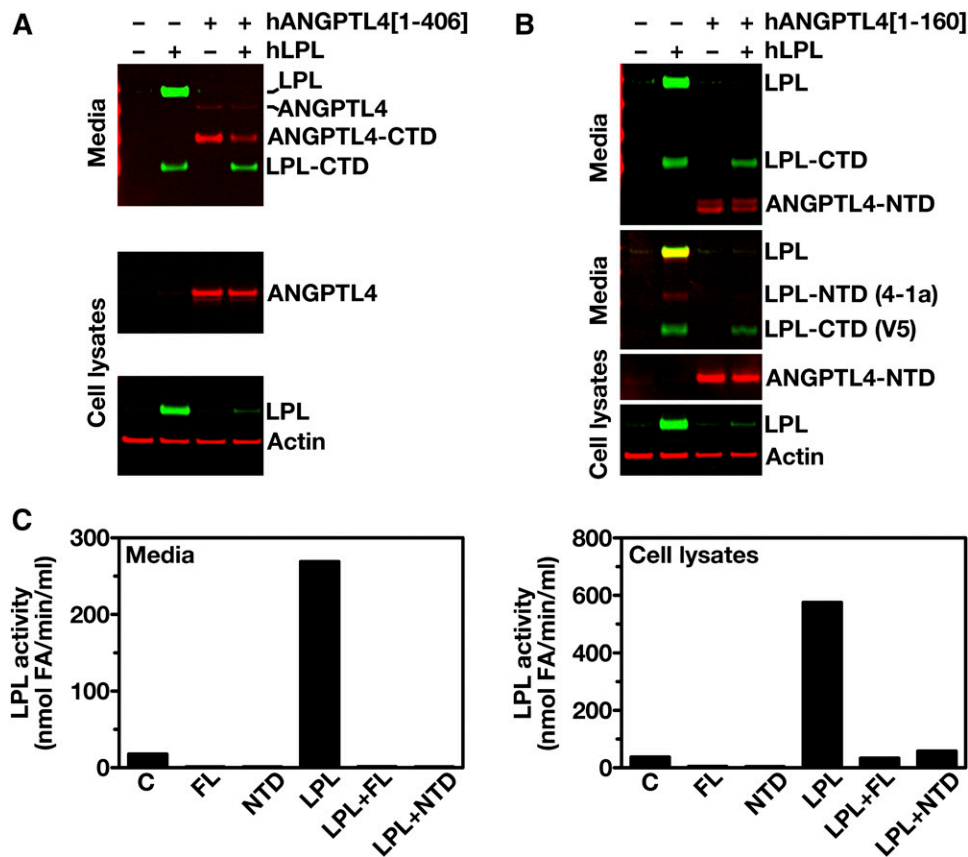 A
– – + + hANGPTL4[1-406]
– + – + hLPL
Media
LPL
ANGPTL4
ANGPTL4-CTD
LPL-CTD
Cell lysates
ANGPTL4
LPL
Actin
B
– – + + hANGPTL4[1-160]
– + – + hLPL
Media
LPL
LPL-CTD
ANGPTL4-NTD
Media
LPL
LPL-NTD (4-1a)
LPL-CTD (V5)
Cell lysates
ANGPTL4-NTD
LPL
Actin
C
Media
LPL activity
(nmol FA/min/ml)
300
200
100
0
C FL NTD LPL LPL+FL LPL+NTD
Cell lysates
LPL activity
(nmol FA/min/ml)
800
600
400
200
0
C FL NTD LPL LPL+FL LPL+NTD